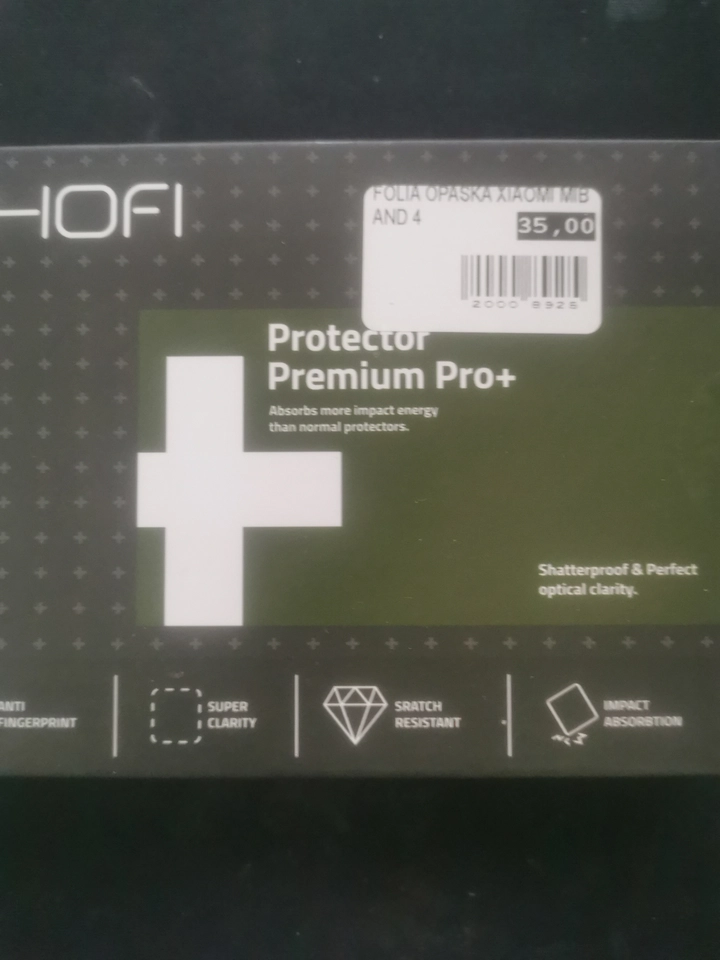 HOFI
FOLIA OPASKA XIAOMI MIB
AND 4
35,00
2000 8926
Protector
Premium Pro+
Absorbs more impact energy
than normal protectors.
Shatterproof & Perfect
optical clarity.
ANTI
FINGERPRINT
SUPER
CLARITY
SRATCH
RESISTANT
IMPACT
ABSORBTION